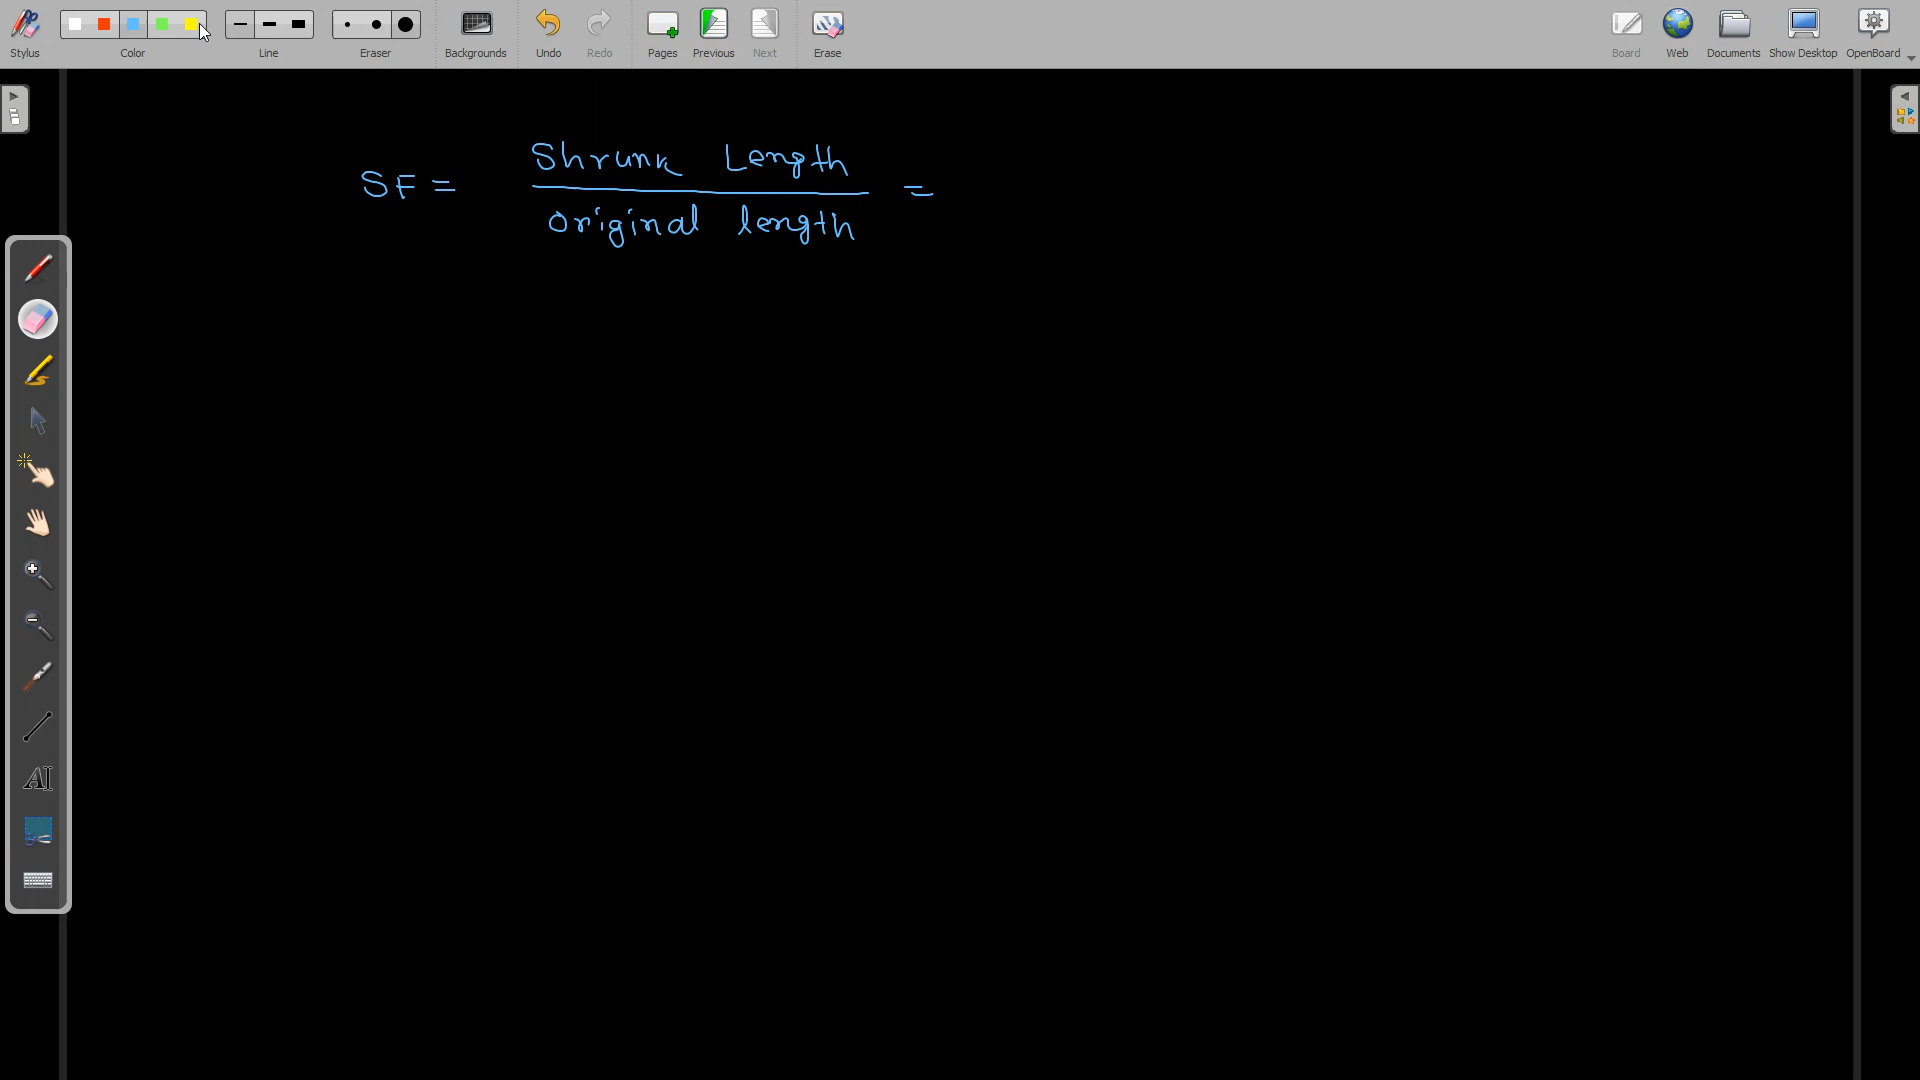 Stylus Color Line Eraser Backgrounds Undo Redo Pages Previous Next Erase Board Web Documents Show Desktop OpenBoard
SF = Shrunk Length =
Original length